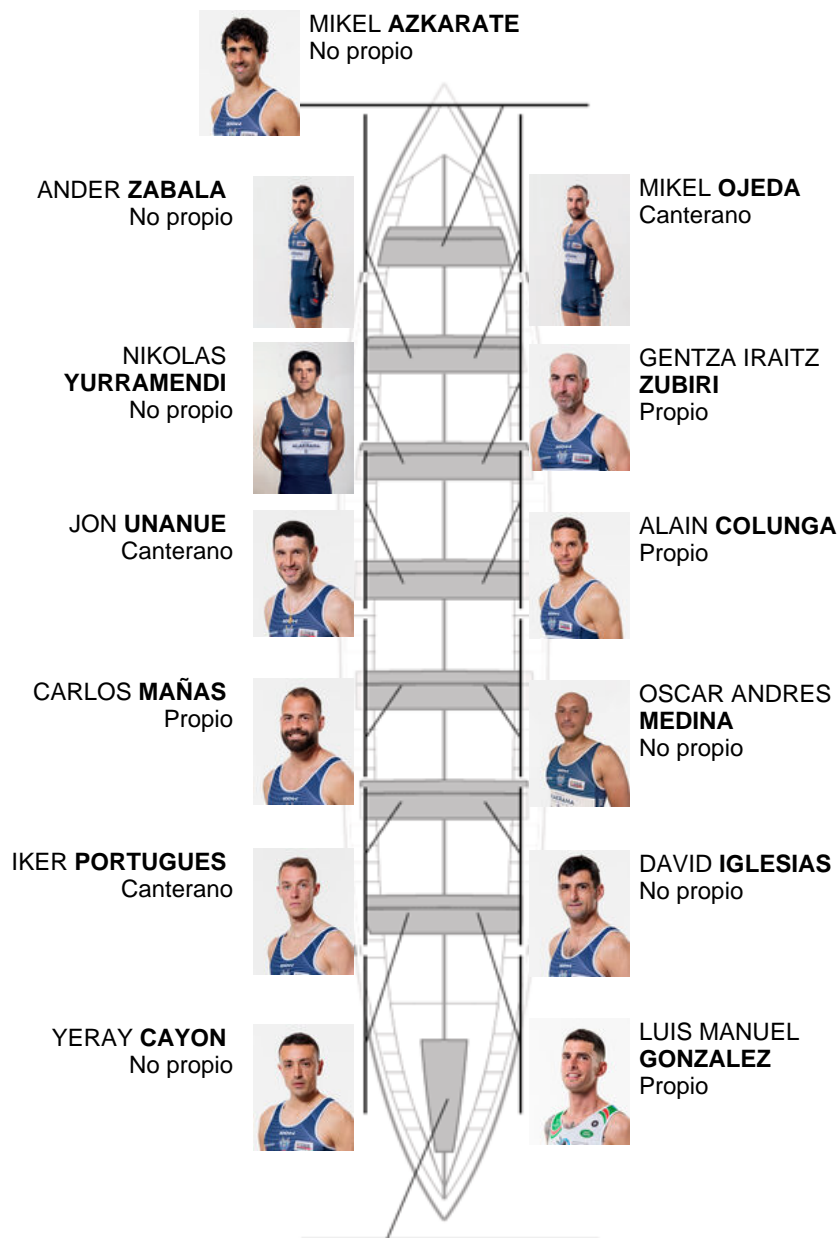 MIKEL AZKARATE
No propio
ANDER ZABALA
No propio
MIKEL OJEDA
Canterano
NIKOLAS
YURRAMENDI
No propio
GENTZA IRAITZ
ZUBIRI
Propio
JON UNANUE
Canterano
ALAIN COLUNGA
Propio
CARLOS MAÑAS
Propio
OSCAR ANDRES
MEDINA
No propio
IKER PORTUGUES
Canterano
DAVID IGLESIAS
No propio
YERAY CAYON
No propio
LUIS MANUEL
GONZALEZ
Propio